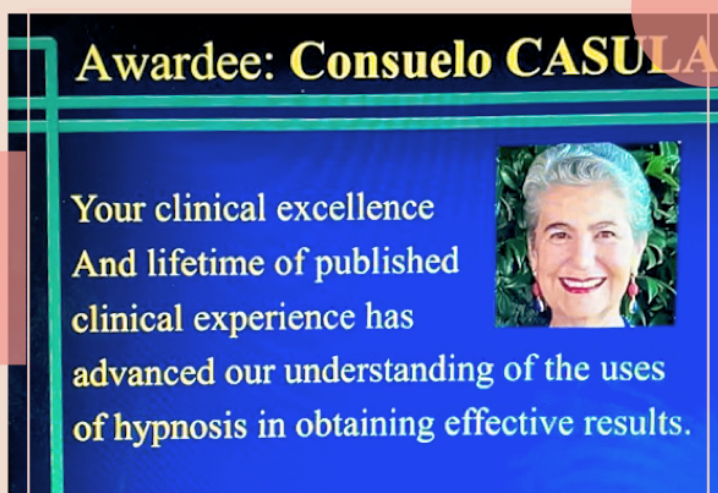 Awardee: Consuelo CASULA
Your clinical excellence
And lifetime of published
clinical experience has
advanced our understanding of the uses
of hypnosis in obtaining effective results.